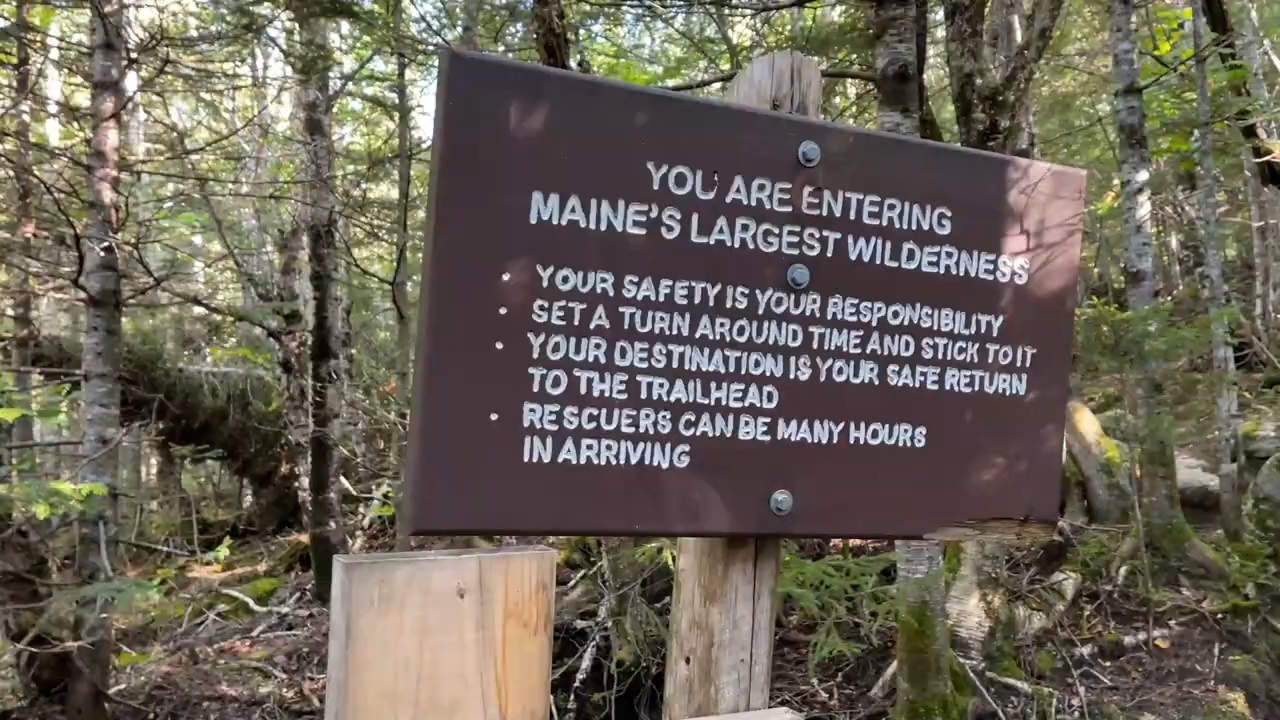 YOU ARE ENTERING
MAINE'S LARGEST WILDERNESS
• YOUR SAFETY IS YOUR RESPONSIBILITY
• SET A TURN AROUND TIME AND STICK TO IT
• YOUR DESTINATION IS YOUR SAFE RETURN
TO THE TRAILHEAD
• RESCUERS CAN BE MANY HOURS
IN ARRIVING